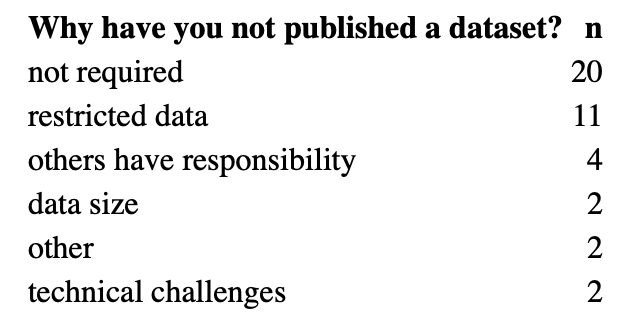 Why have you not published a dataset? n
not required 20
restricted data 11
others have responsibility 4
data size 2
other 2
technical challenges 2